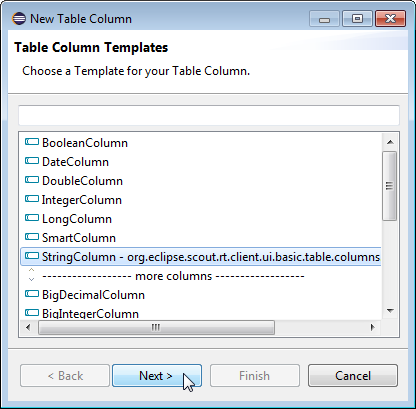 New Table Column
Table Column Templates
Choose a Template for your Table Column.
BooleanColumn
DateColumn
DoubleColumn
IntegerColumn
LongColumn
SmartColumn
StringColumn - org.eclipse.scout.rt.client.ui.basic.table.columns
------------------ more columns ------------------
BigDecimalColumn
BigIntegerColumn
< Back
Next >
Finish
Cancel